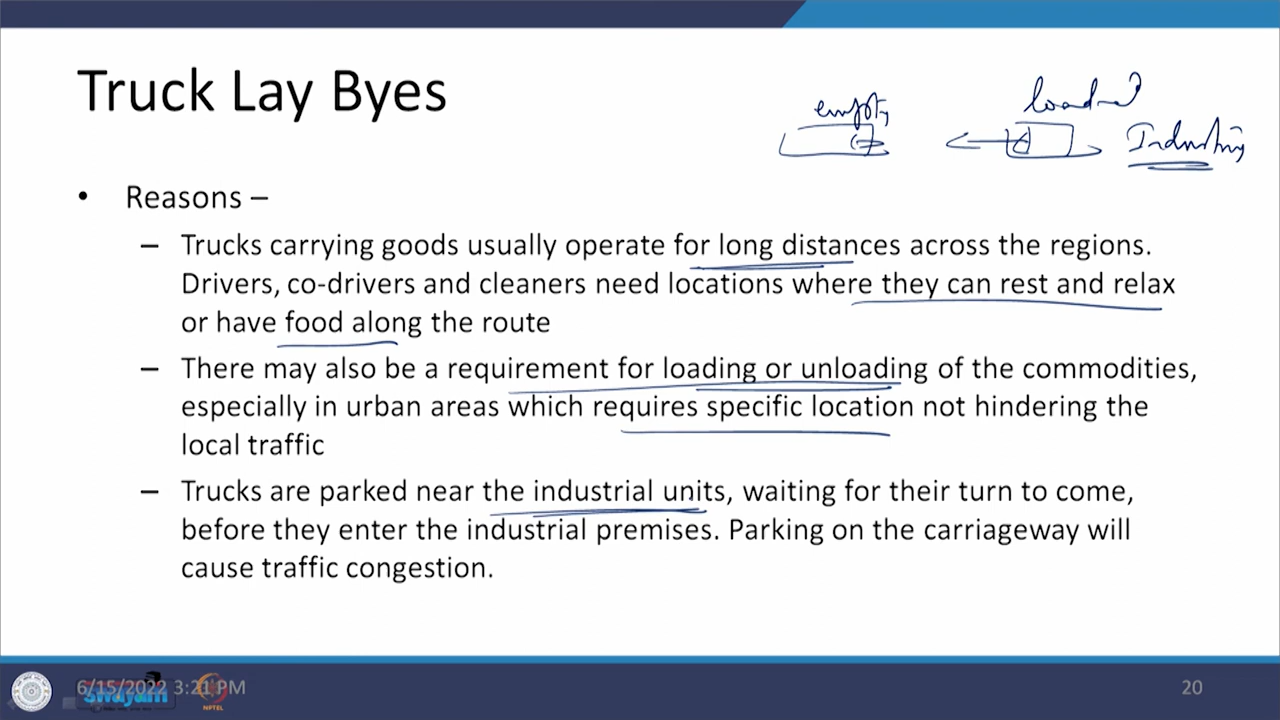 Truck Lay Byes
empty
loaded
Industry
• Reasons –
– Trucks carrying goods usually operate for long distances across the regions.
Drivers, co-drivers and cleaners need locations where they can rest and relax
or have food along the route
– There may also be a requirement for loading or unloading of the commodities,
especially in urban areas which requires specific location not hindering the
local traffic
– Trucks are parked near the industrial units, waiting for their turn to come,
before they enter the industrial premises. Parking on the carriageway will
cause traffic congestion.
6/15/2022 3:21 PM
swayam
NPTEL
20